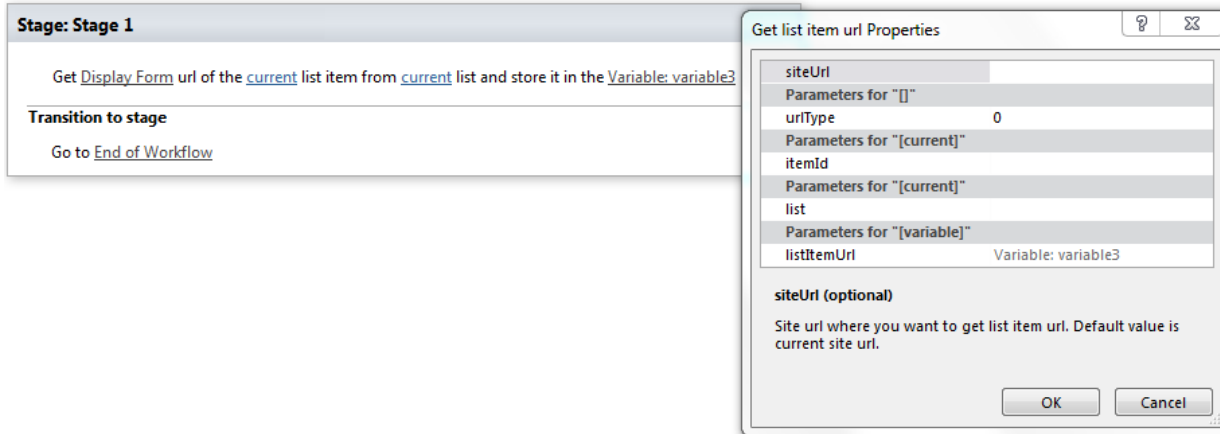 Stage: Stage 1
Get Display Form url of the current list item from current list and store it in the Variable: variable3
Transition to stage
Go to End of Workflow
Get list item url Properties
?
siteUrl
Parameters for "[]"
urlType 0
Parameters for "[current]"
itemId
Parameters for "[current]"
list
Parameters for "[variable]"
listItemUrl Variable: variable3
siteUrl (optional)
Site url where you want to get list item url. Default value is
current site url.
OK Cancel